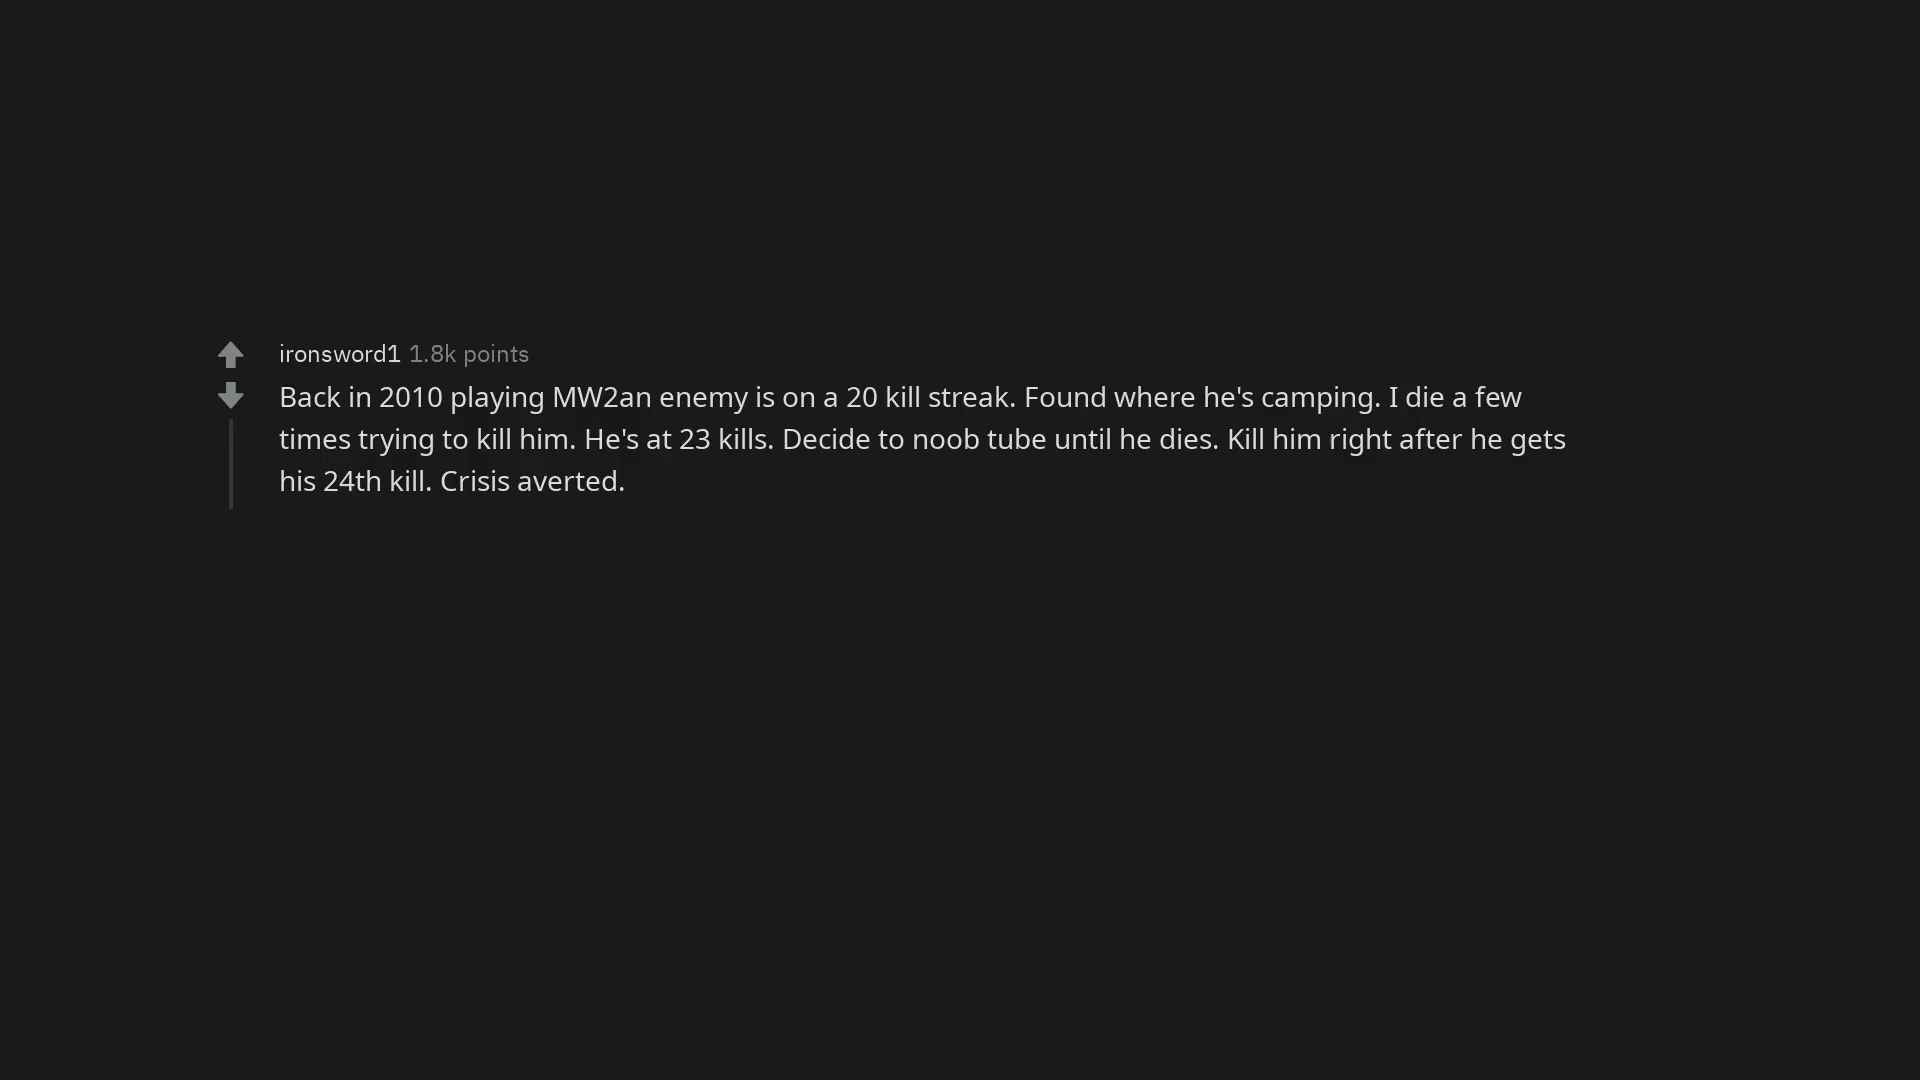 ironsword1 1.8k points
Back in 2010 playing MW2an enemy is on a 20 kill streak. Found where he's camping. I die a few
times trying to kill him. He's at 23 kills. Decide to noob tube until he dies. Kill him right after he gets
his 24th kill. Crisis averted.